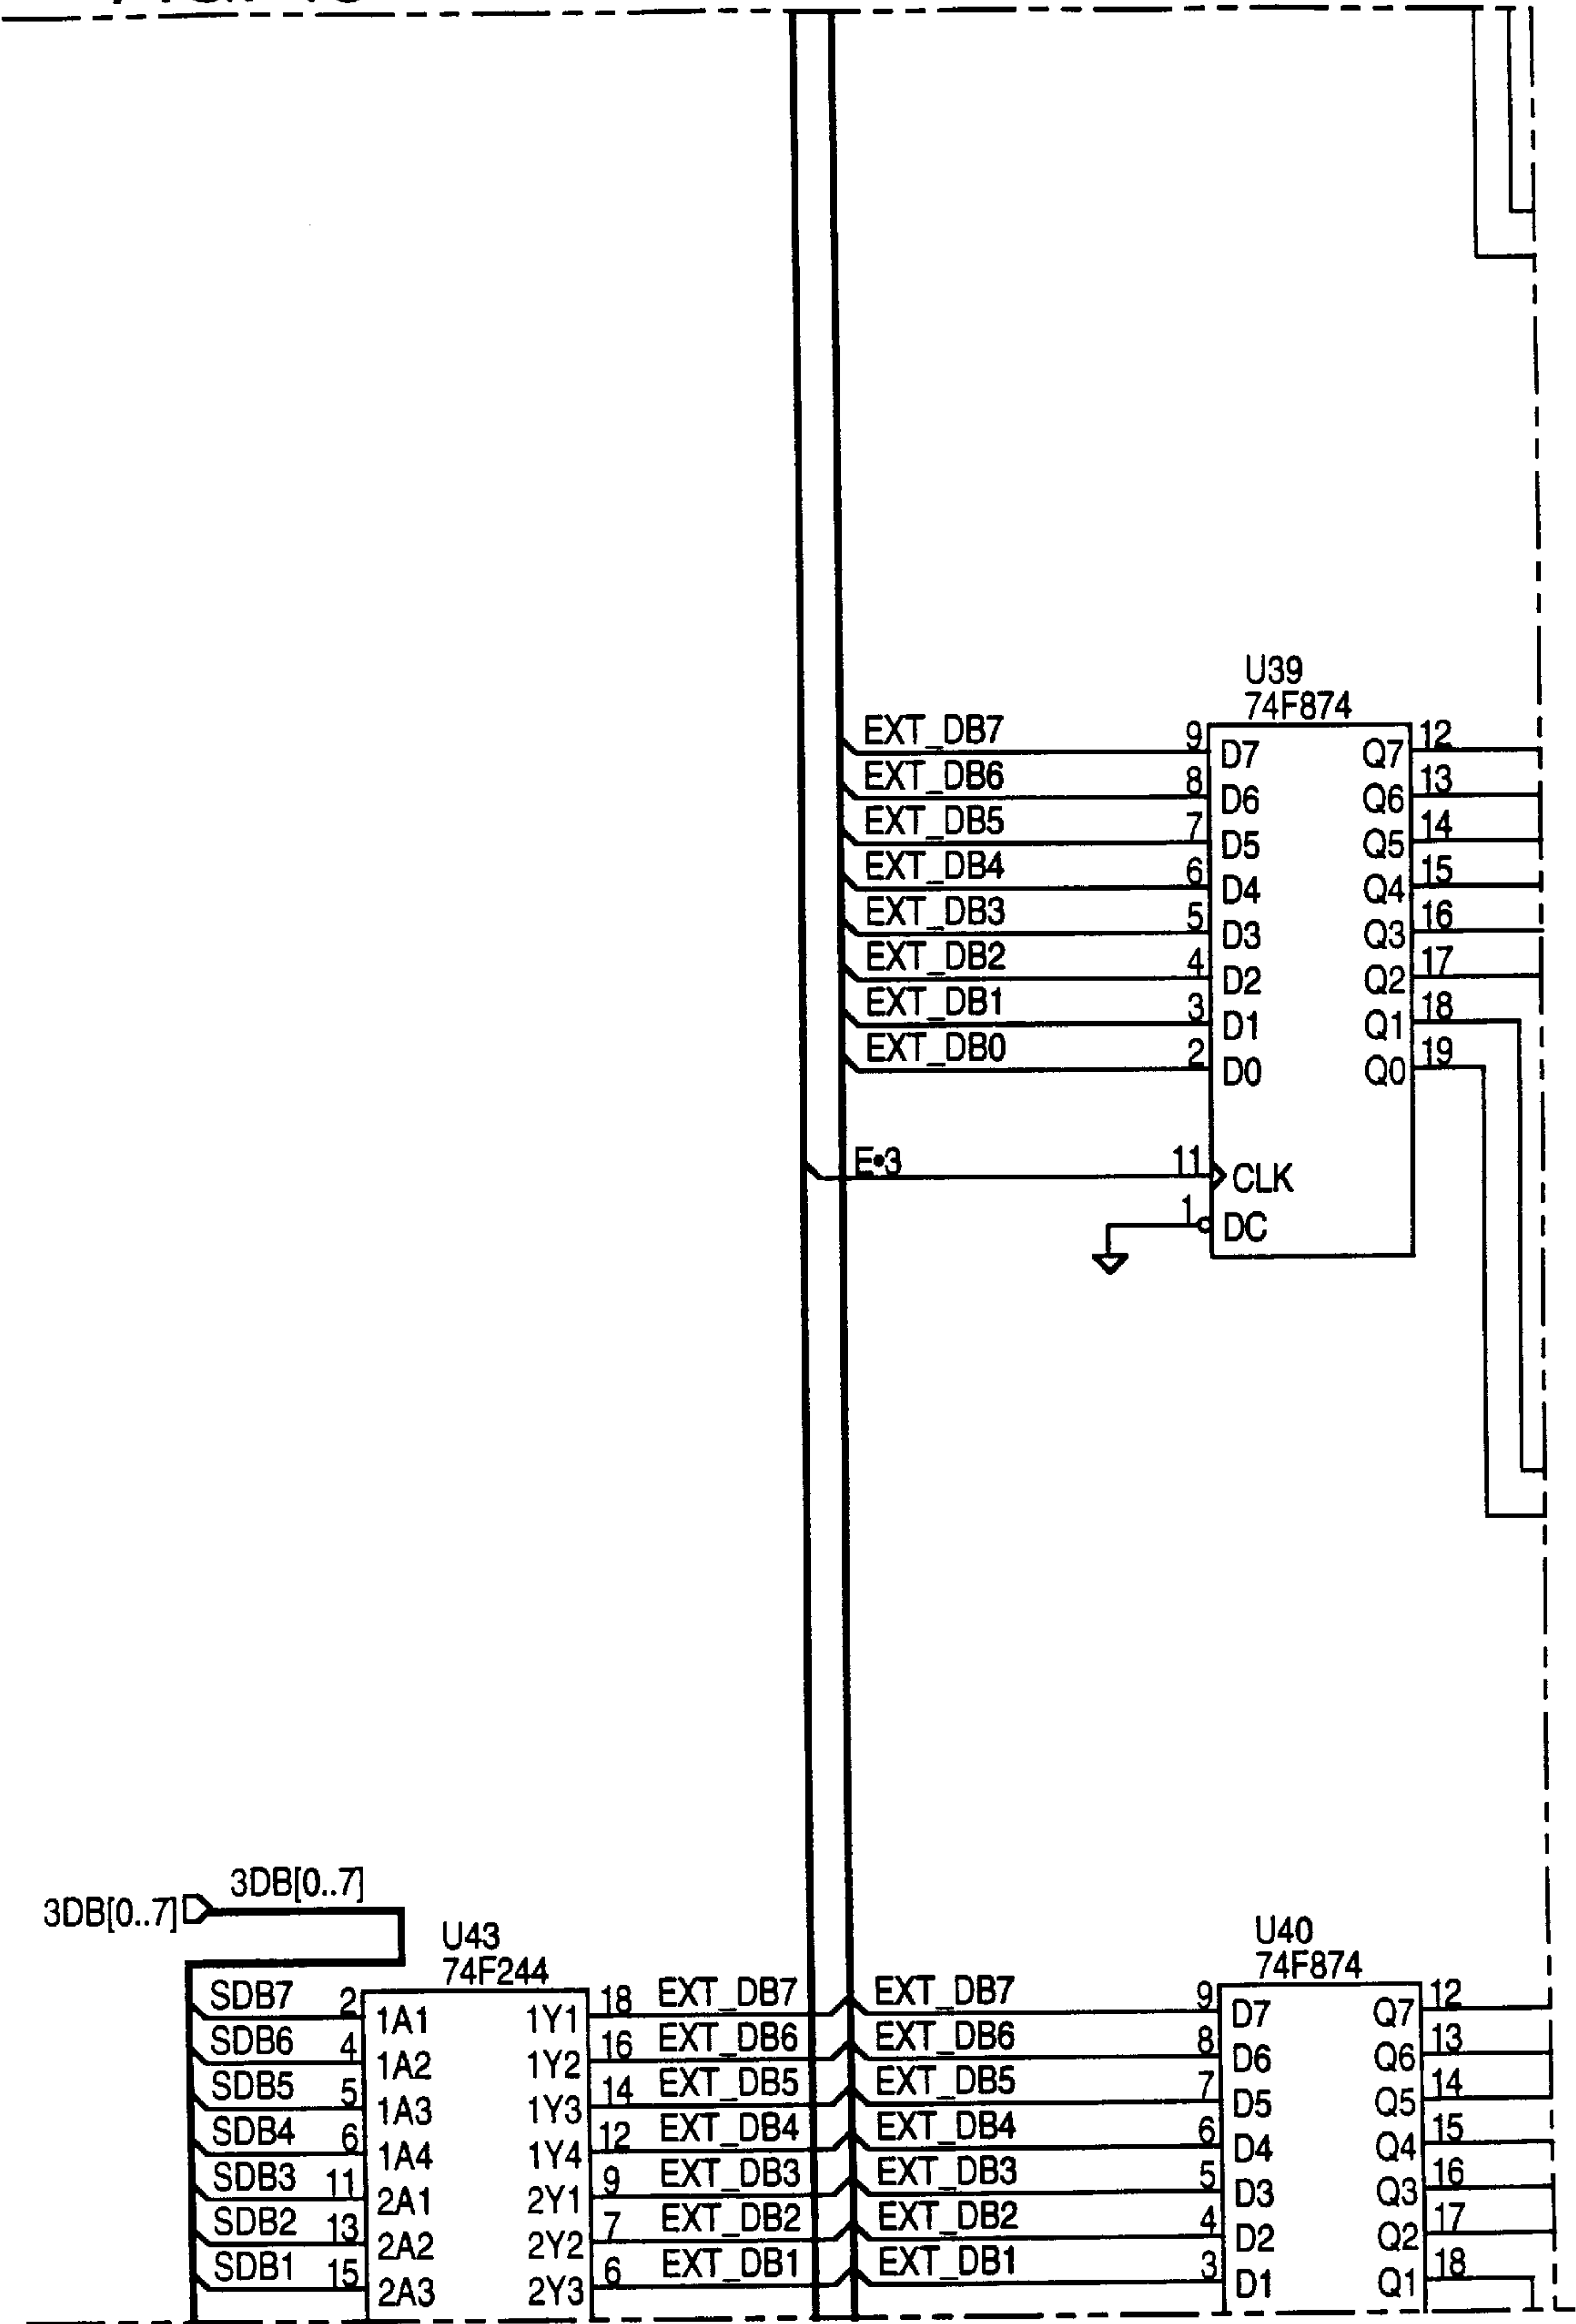 U39
74F874
EXT_DB7 9 D7 Q7 12
EXT_DB6 8 D6 Q6 13
EXT_DB5 7 D5 Q5 14
EXT_DB4 6 D4 Q4 15
EXT_DB3 5 D3 Q3 16
EXT_DB2 4 D2 Q2 17
EXT_DB1 3 D1 Q1 18
EXT_DB0 2 D0 Q0 19
E•3 11 CLK
1 DC
3DB[0..7]
3DB[0..7]
U43
74F244
U40
74F874
SDB7 2 1A1 1Y1 18 EXT_DB7 EXT_DB7 9 D7 Q7 12
SDB6 4 1A2 1Y2 16 EXT_DB6 EXT_DB6 8 D6 Q6 13
SDB5 5 1A3 1Y3 14 EXT_DB5 EXT_DB5 7 D5 Q5 14
SDB4 6 1A4 1Y4 12 EXT_DB4 EXT_DB4 6 D4 Q4 15
SDB3 11 2A1 2Y1 9 EXT_DB3 EXT_DB3 5 D3 Q3 16
SDB2 13 2A2 2Y2 7 EXT_DB2 EXT_DB2 4 D2 Q2 17
SDB1 15 2A3 2Y3 6 EXT_DB1 EXT_DB1 3 D1 Q1 18